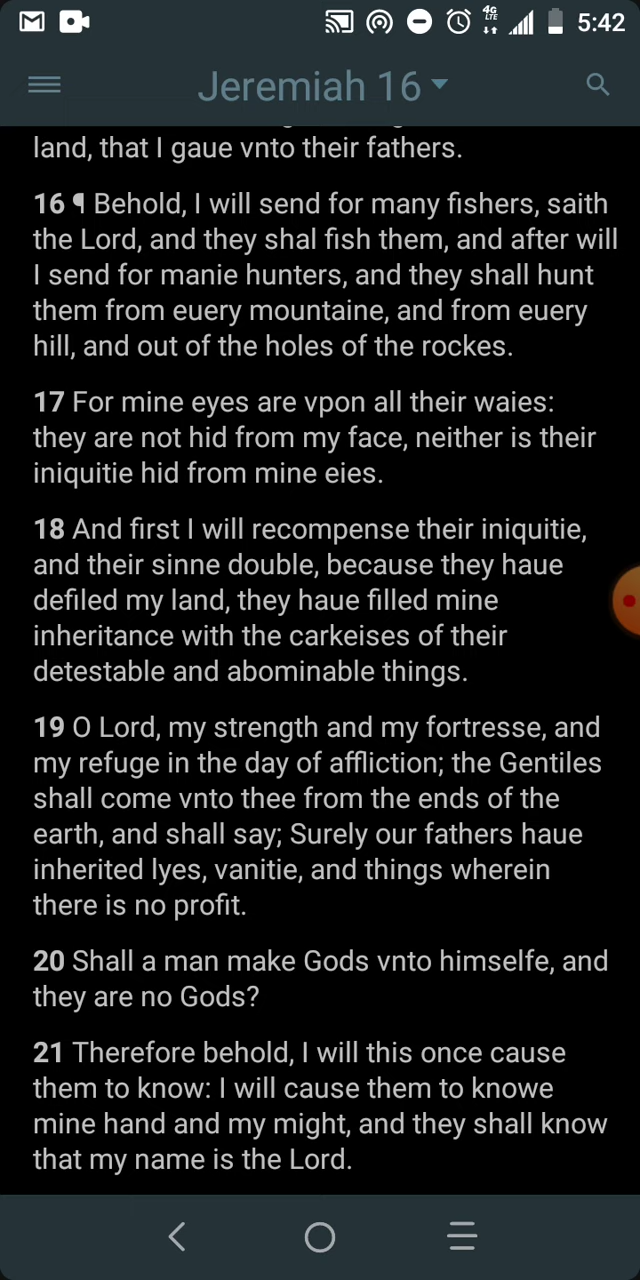 4G
LTE
5:42
Jeremiah 16
land, that I gaue vnto their fathers.
16 ¶ Behold, I will send for many fishers, saith
the Lord, and they shal fish them, and after will
I send for manie hunters, and they shall hunt
them from euery mountaine, and from euery
hill, and out of the holes of the rockes.
17 For mine eyes are vpon all their waies:
they are not hid from my face, neither is their
iniquitie hid from mine eies.
18 And first I will recompense their iniquitie,
and their sinne double, because they haue
defiled my land, they haue filled mine
inheritance with the carkeises of their
detestable and abominable things.
19 O Lord, my strength and my fortresse, and
my refuge in the day of affliction; the Gentiles
shall come vnto thee from the ends of the
earth, and shall say; Surely our fathers haue
inherited lyes, vanitie, and things wherein
there is no profit.
20 Shall a man make Gods vnto himselfe, and
they are no Gods?
21 Therefore behold, I will this once cause
them to know: I will cause them to knowe
mine hand and my might, and they shall know
that my name is the Lord.